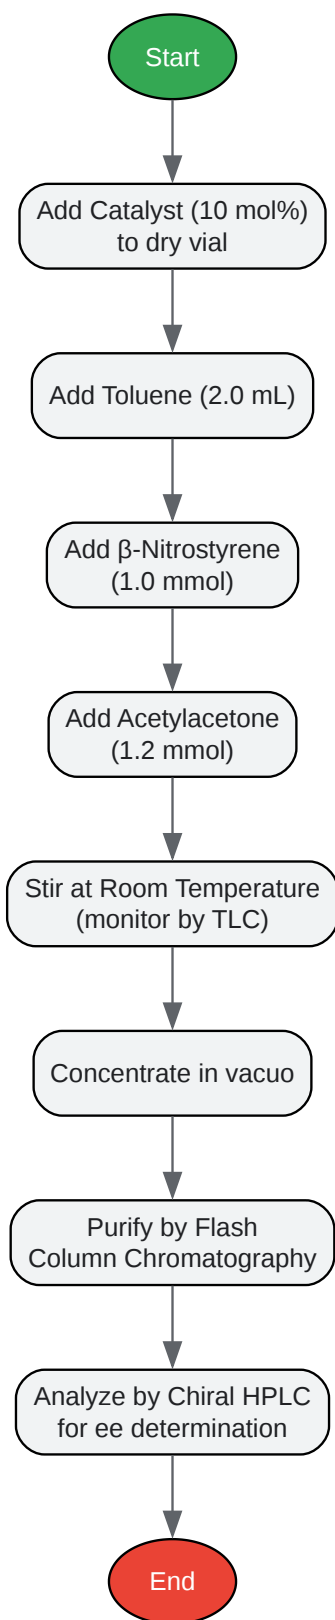 Start
Add Catalyst (10 mol%)
to dry vial
Add Toluene (2.0 mL)
Add β-Nitrostyrene
(1.0 mmol)
Add Acetylacetone
(1.2 mmol)
Stir at Room Temperature
(monitor by TLC)
Concentrate in vacuo
Purify by Flash
Column Chromatography
Analyze by Chiral HPLC
for ee determination
End